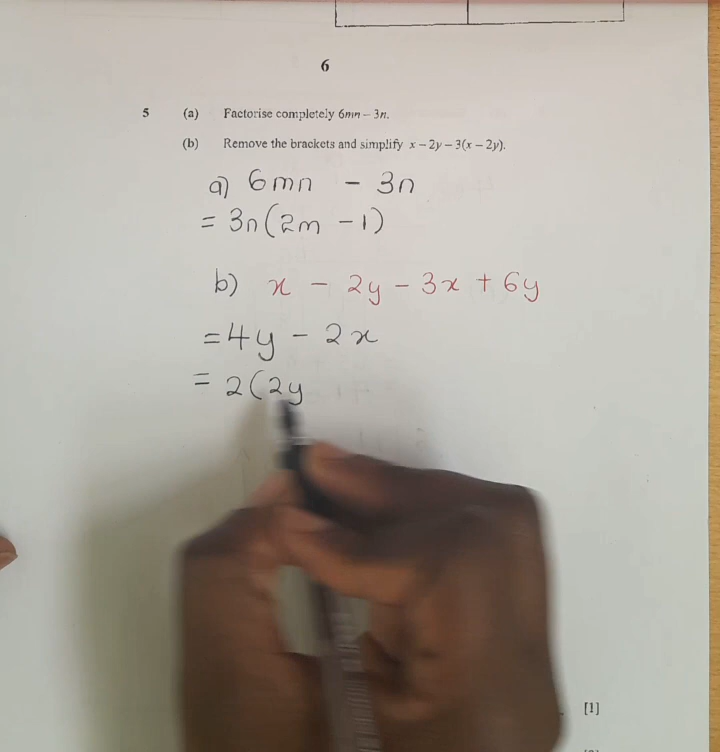 6
5 (a) Factorise completely 6mn – 3n.
(b) Remove the brackets and simplify x – 2y – 3(x – 2y).
a) 6mn - 3n
= 3n(2m - 1)
b) x - 2y - 3x + 6y
= 4y - 2x
= 2(2y
[1]